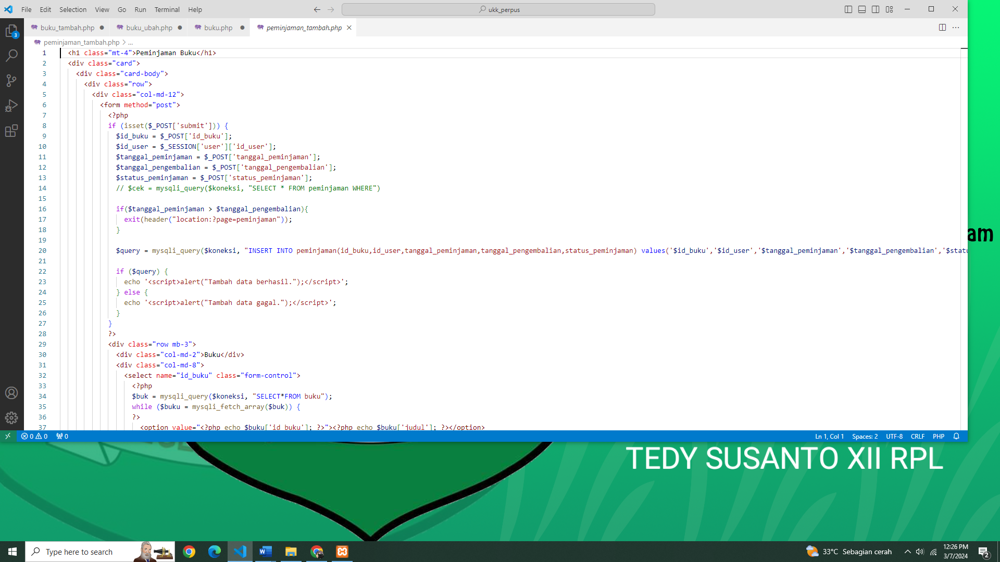 File Edit Selection View Go Run Terminal Help
ukk_perpus
buku_tambah.php buku_ubah.php buku.php peminjaman_tambah.php
3
peminjaman_tambah.php > ...
1 <h1 class="mt-4">Peminjaman Buku</h1>
2 <div class="card">
3 <div class="card-body">
4 <div class="row">
5 <div class="col-md-12">
6 <form method="post">
7 <?php
8 if (isset($_POST['submit'])) {
9 $id_buku = $_POST['id_buku'];
10 $id_user = $_SESSION['user']['id_user'];
11 $tanggal_peminjaman = $_POST['tanggal_peminjaman'];
12 $tanggal_pengembalian = $_POST['tanggal_pengembalian'];
13 $status_peminjaman = $_POST['status_peminjaman'];
14 // $cek = mysqli_query($koneksi, "SELECT * FROM peminjaman WHERE")
15
16 if($tanggal_peminjaman > $tanggal_pengembalian){
17 exit(header("location:?page=peminjaman"));
18 }
19
20 $query = mysqli_query($koneksi, "INSERT INTO peminjaman(id_buku,id_user,tanggal_peminjaman,tanggal_pengembalian,status_peminjaman) values('$id_buku','$id_user','$tanggal_peminjaman','$tanggal_pengembalian','$statu
21
22 if ($query) {
23 echo '<script>alert("Tambah data berhasil.");</script>';
24 } else {
25 echo '<script>alert("Tambah data gagal.");</script>';
26 }
27 }
28 ?>
29 <div class="row mb-3">
30 <div class="col-md-2">Buku</div>
31 <div class="col-md-8">
32 <select name="id_buku" class="form-control">
33 <?php
34 $buk = mysqli_query($koneksi, "SELECT*FROM buku");
35 while ($buku = mysqli_fetch_array($buk)) {
36 ?>
37 <option value="<?php echo $buku['id_buku']; ?>"><?php echo $buku['judul']; ?></option>
am
0 0 0
Ln 1, Col 1 Spaces: 2 UTF-8 CRLF PHP
TEDY SUSANTO XII RPL
Type here to search
33°C Sebagian cerah
12:26 PM
3/7/2024
2